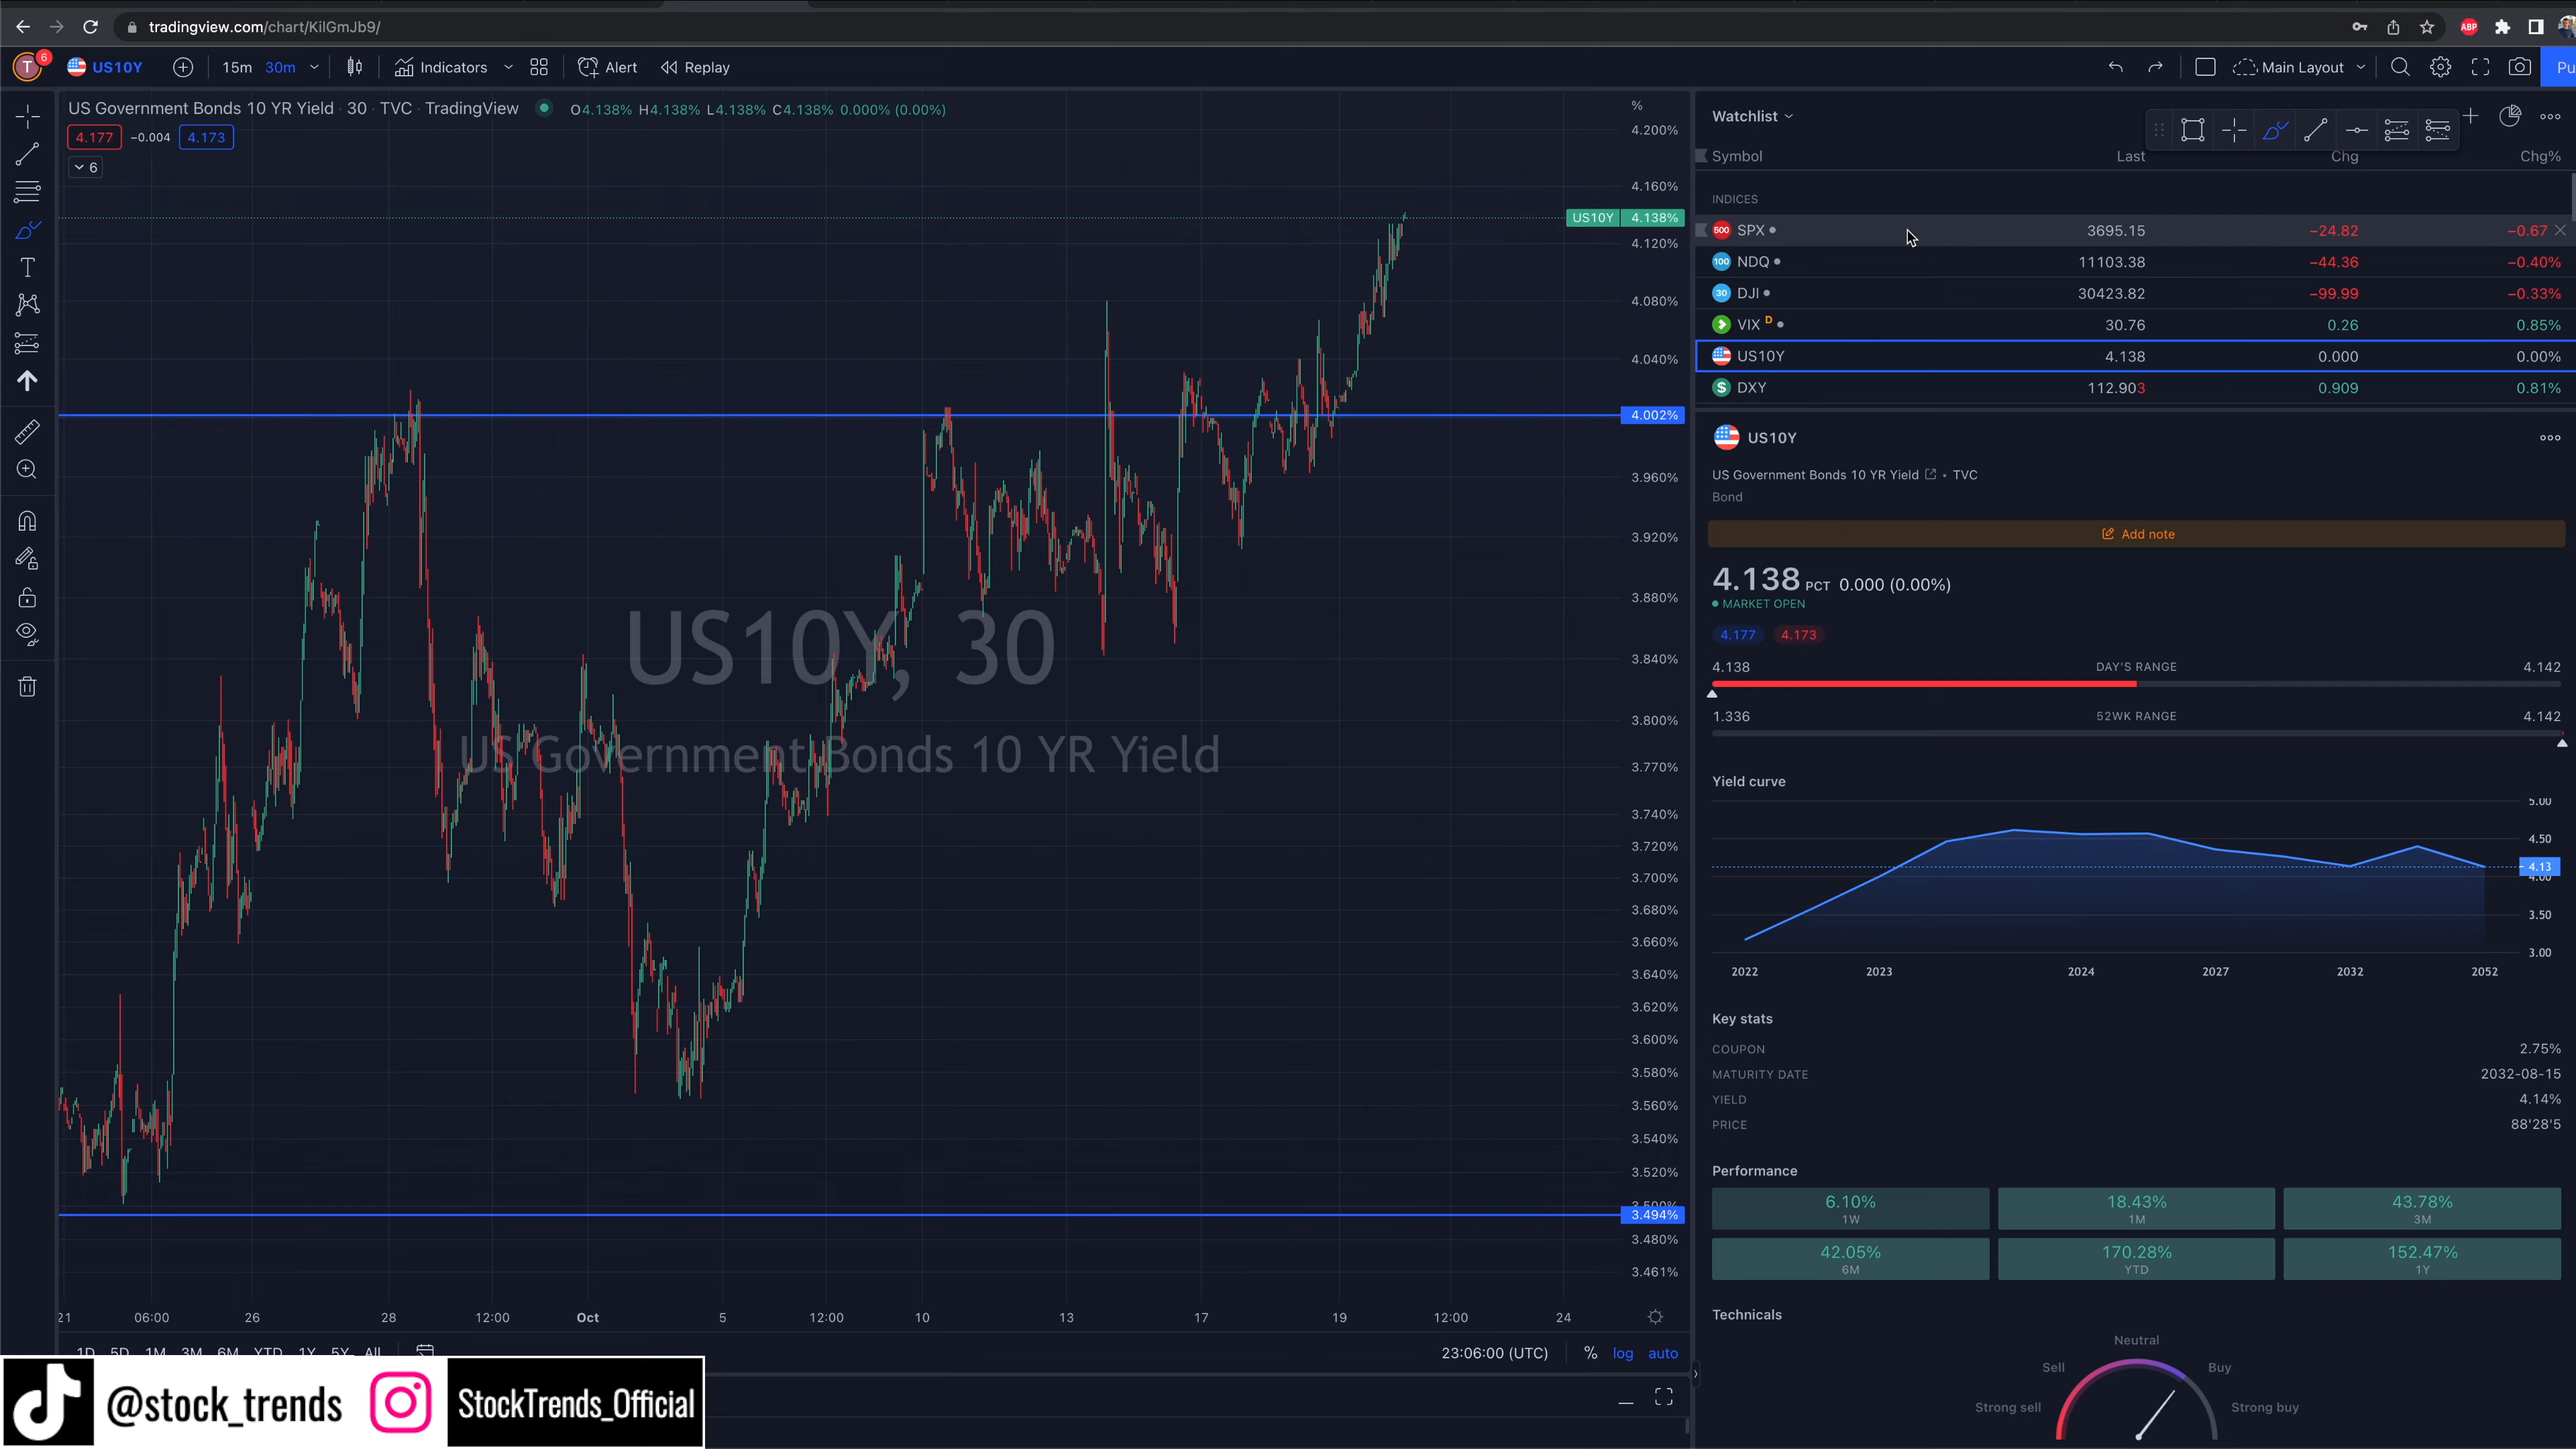 tradingview.com/chart/KilGmJb9/
ABP
T 6 US10Y 15m 30m Indicators Alert Replay Main Layout Pu
US Government Bonds 10 YR Yield · 30 · TVC · TradingView O4.138% H4.138% L4.138% C4.138% 0.000% (0.00%)
4.177 −0.004 4.173
6
%
4.200%
4.160%
US10Y 4.138%
4.120%
4.080%
4.040%
4.002%
3.960%
3.920%
3.880%
3.840%
3.800%
3.770%
3.740%
3.720%
3.700%
3.680%
3.660%
3.640%
3.620%
3.600%
3.580%
3.560%
3.540%
3.520%
3.500%
3.494%
3.480%
3.461%
US10Y, 30
US Government Bonds 10 YR Yield
21 06:00 26 28 12:00 Oct 5 12:00 10 13 17 19 12:00 24
1D 5D 1M 3M 6M YTD 1Y 5Y All
23:06:00 (UTC) % log auto
@stock_trends StockTrends_Official
Watchlist
Symbol Last Chg Chg%
INDICES
500 SPX 3695.15 −24.82 −0.67
100 NDQ 11103.38 −44.36 −0.40%
30 DJI 30423.82 −99.99 −0.33%
VIX D 30.76 0.26 0.85%
US10Y 4.138 0.000 0.00%
$ DXY 112.903 0.909 0.81%
US10Y
US Government Bonds 10 YR Yield • TVC
Bond
Add note
4.138 PCT 0.000 (0.00%)
MARKET OPEN
4.177 4.173
4.138 DAY'S RANGE 4.142
1.336 52WK RANGE 4.142
Yield curve
5.00
4.50
4.13
4.00
3.50
3.00
2022 2023 2024 2027 2032 2052
Key stats
COUPON 2.75%
MATURITY DATE 2032-08-15
YIELD 4.14%
PRICE 88'28'5
Performance
6.10% 18.43% 43.78%
1W 1M 3M
42.05% 170.28% 152.47%
6M YTD 1Y
Technicals
Neutral
Sell Buy
Strong sell Strong buy